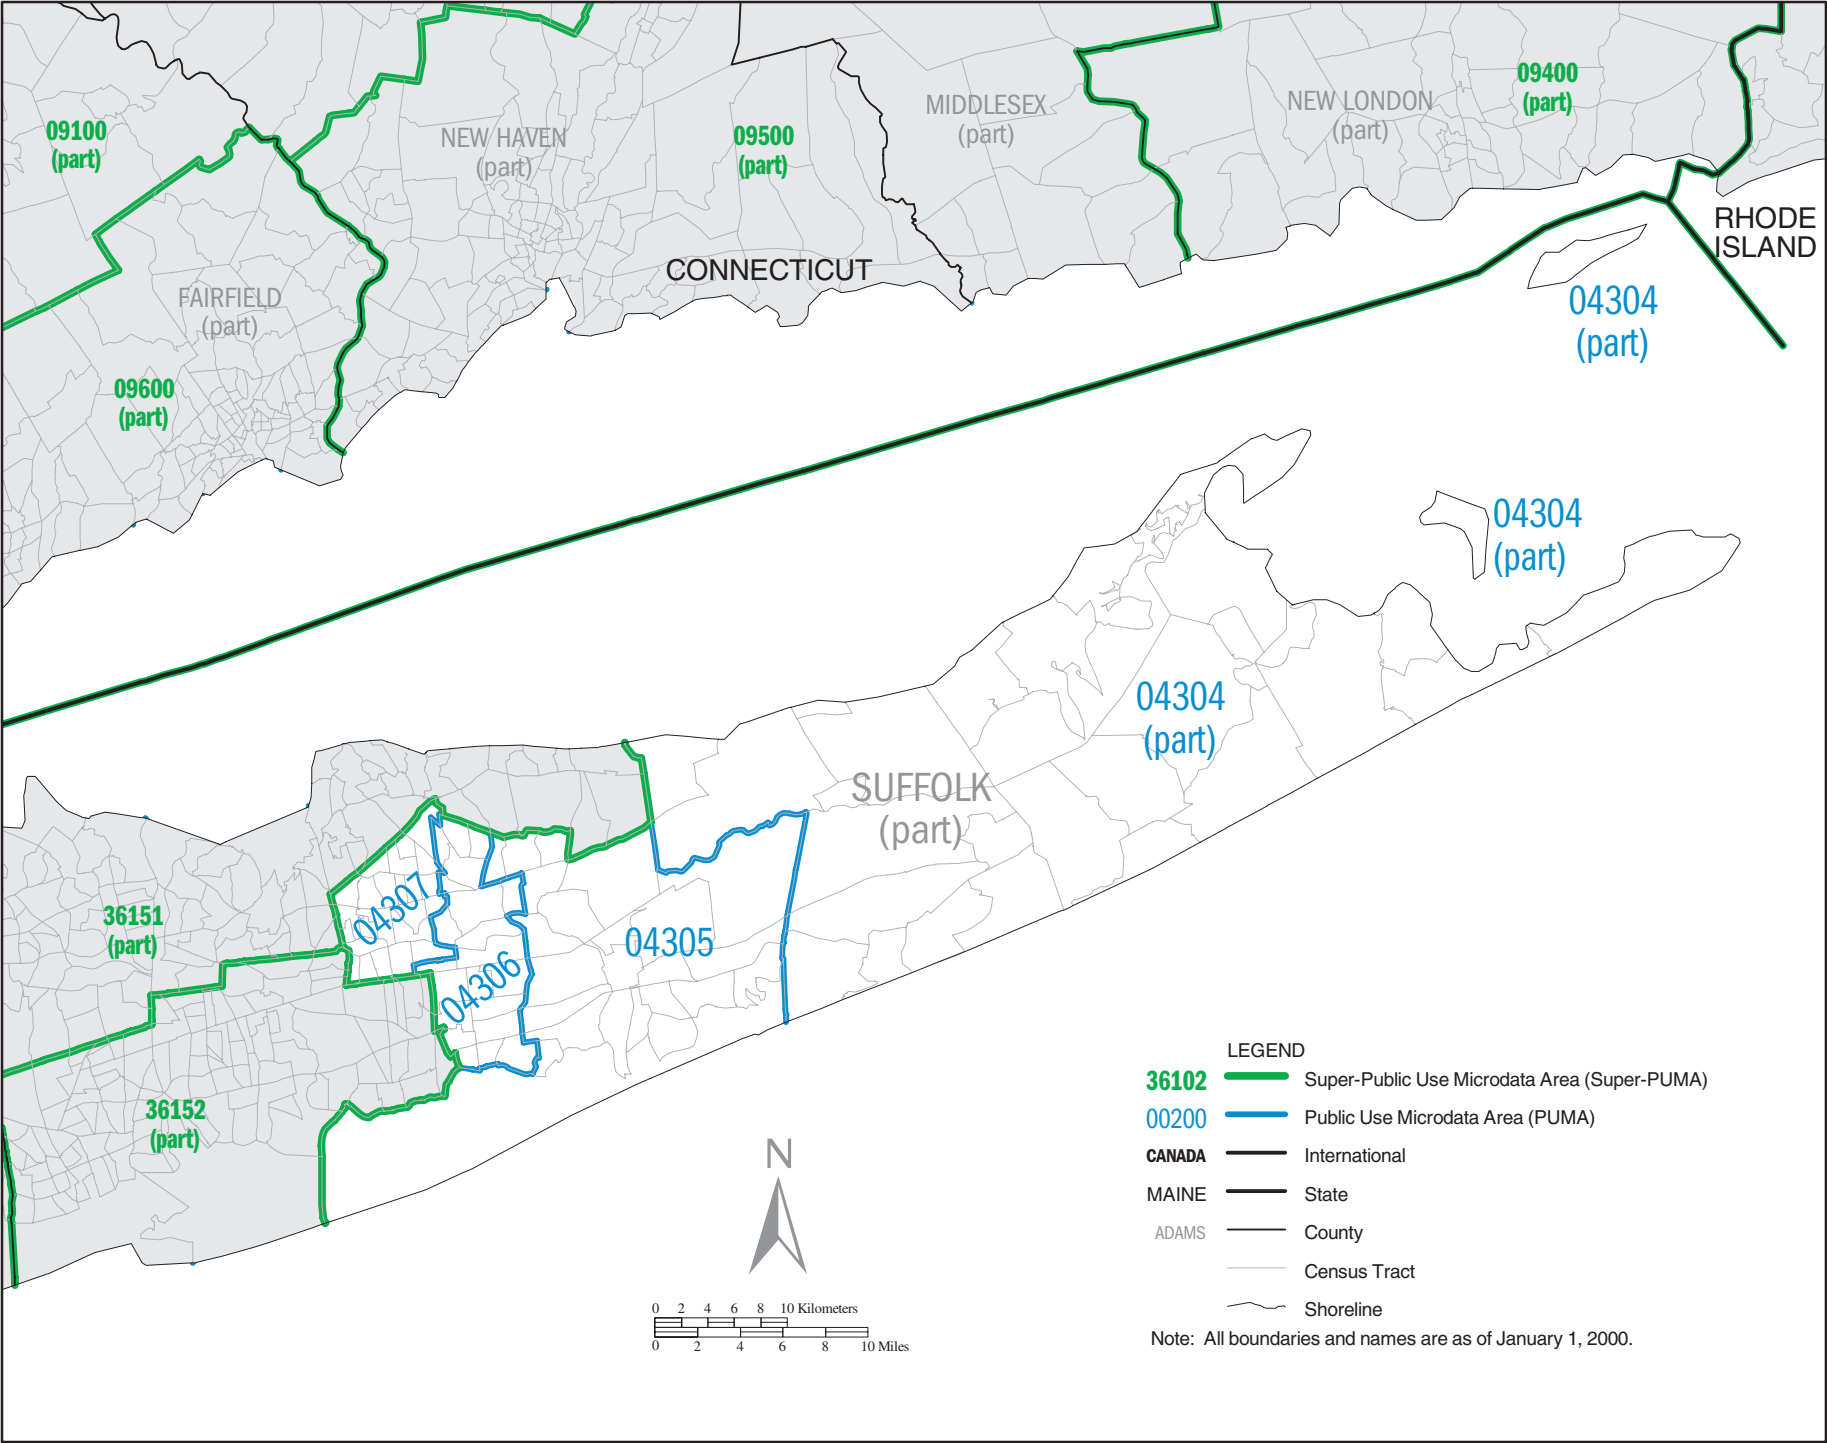 09100
(part)
NEW HAVEN
(part)
09500
(part)
MIDDLESEX
(part)
NEW LONDON
(part)
09400
(part)
RHODE
ISLAND
CONNECTICUT
FAIRFIELD
(part)
04304
(part)
09600
(part)
04304
(part)
04304
(part)
SUFFOLK
(part)
04307
36151
(part)
04305
04306
36152
(part)
N
0 2 4 6 8 10 Kilometers
0 2 4 6 8 10 Miles
LEGEND
36102 Super-Public Use Microdata Area (Super-PUMA)
00200 Public Use Microdata Area (PUMA)
CANADA International
MAINE State
ADAMS County
Census Tract
Shoreline
Note: All boundaries and names are as of January 1, 2000.